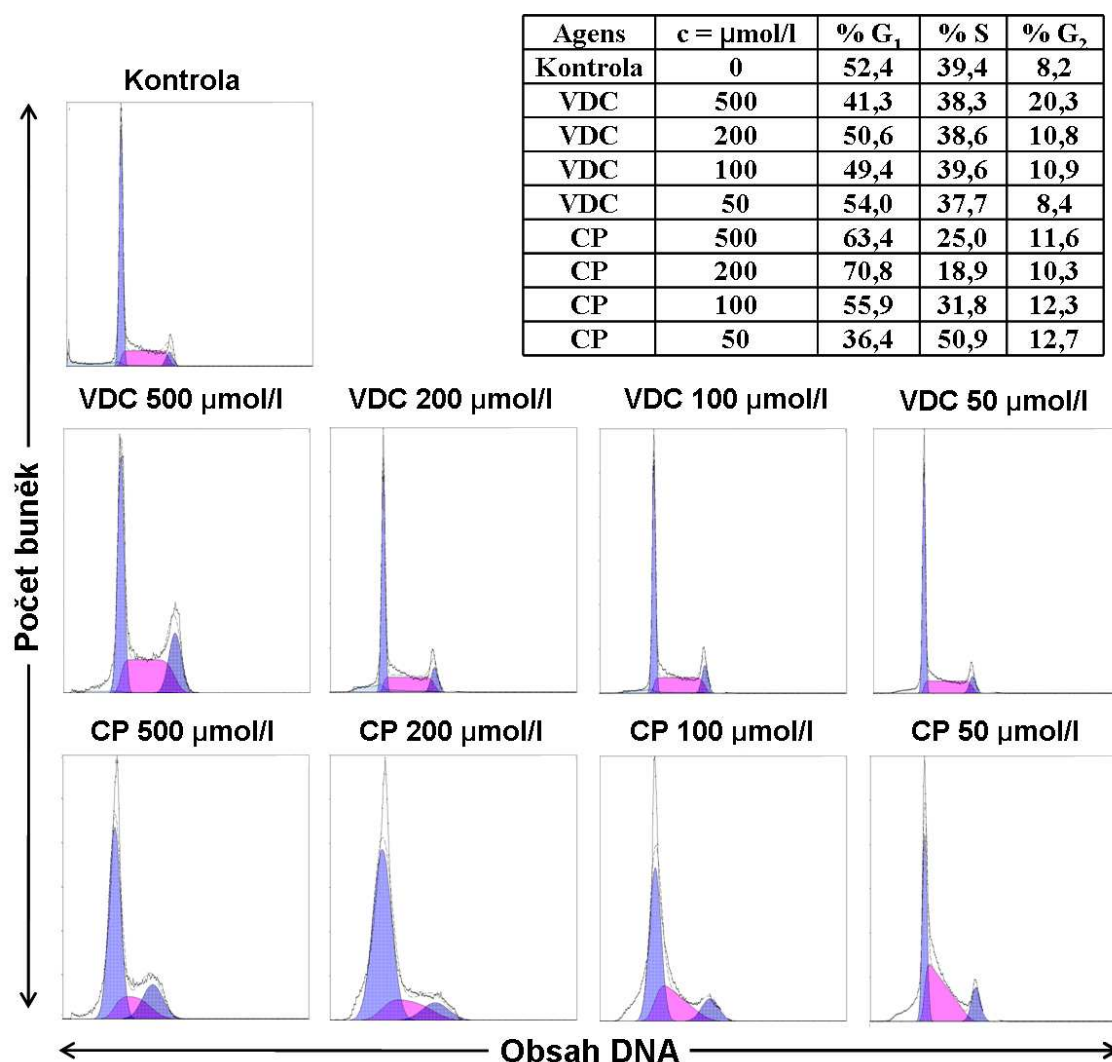 Agens c = µmol/l % G₁ % S % G₂
Kontrola 0 52,4 39,4 8,2
VDC 500 41,3 38,3 20,3
VDC 200 50,6 38,6 10,8
VDC 100 49,4 39,6 10,9
VDC 50 54,0 37,7 8,4
CP 500 63,4 25,0 11,6
CP 200 70,8 18,9 10,3
CP 100 55,9 31,8 12,3
CP 50 36,4 50,9 12,7
Kontrola
VDC 500 µmol/l VDC 200 µmol/l VDC 100 µmol/l VDC 50 µmol/l
Počet buněk
CP 500 µmol/l CP 200 µmol/l CP 100 µmol/l CP 50 µmol/l
Obsah DNA